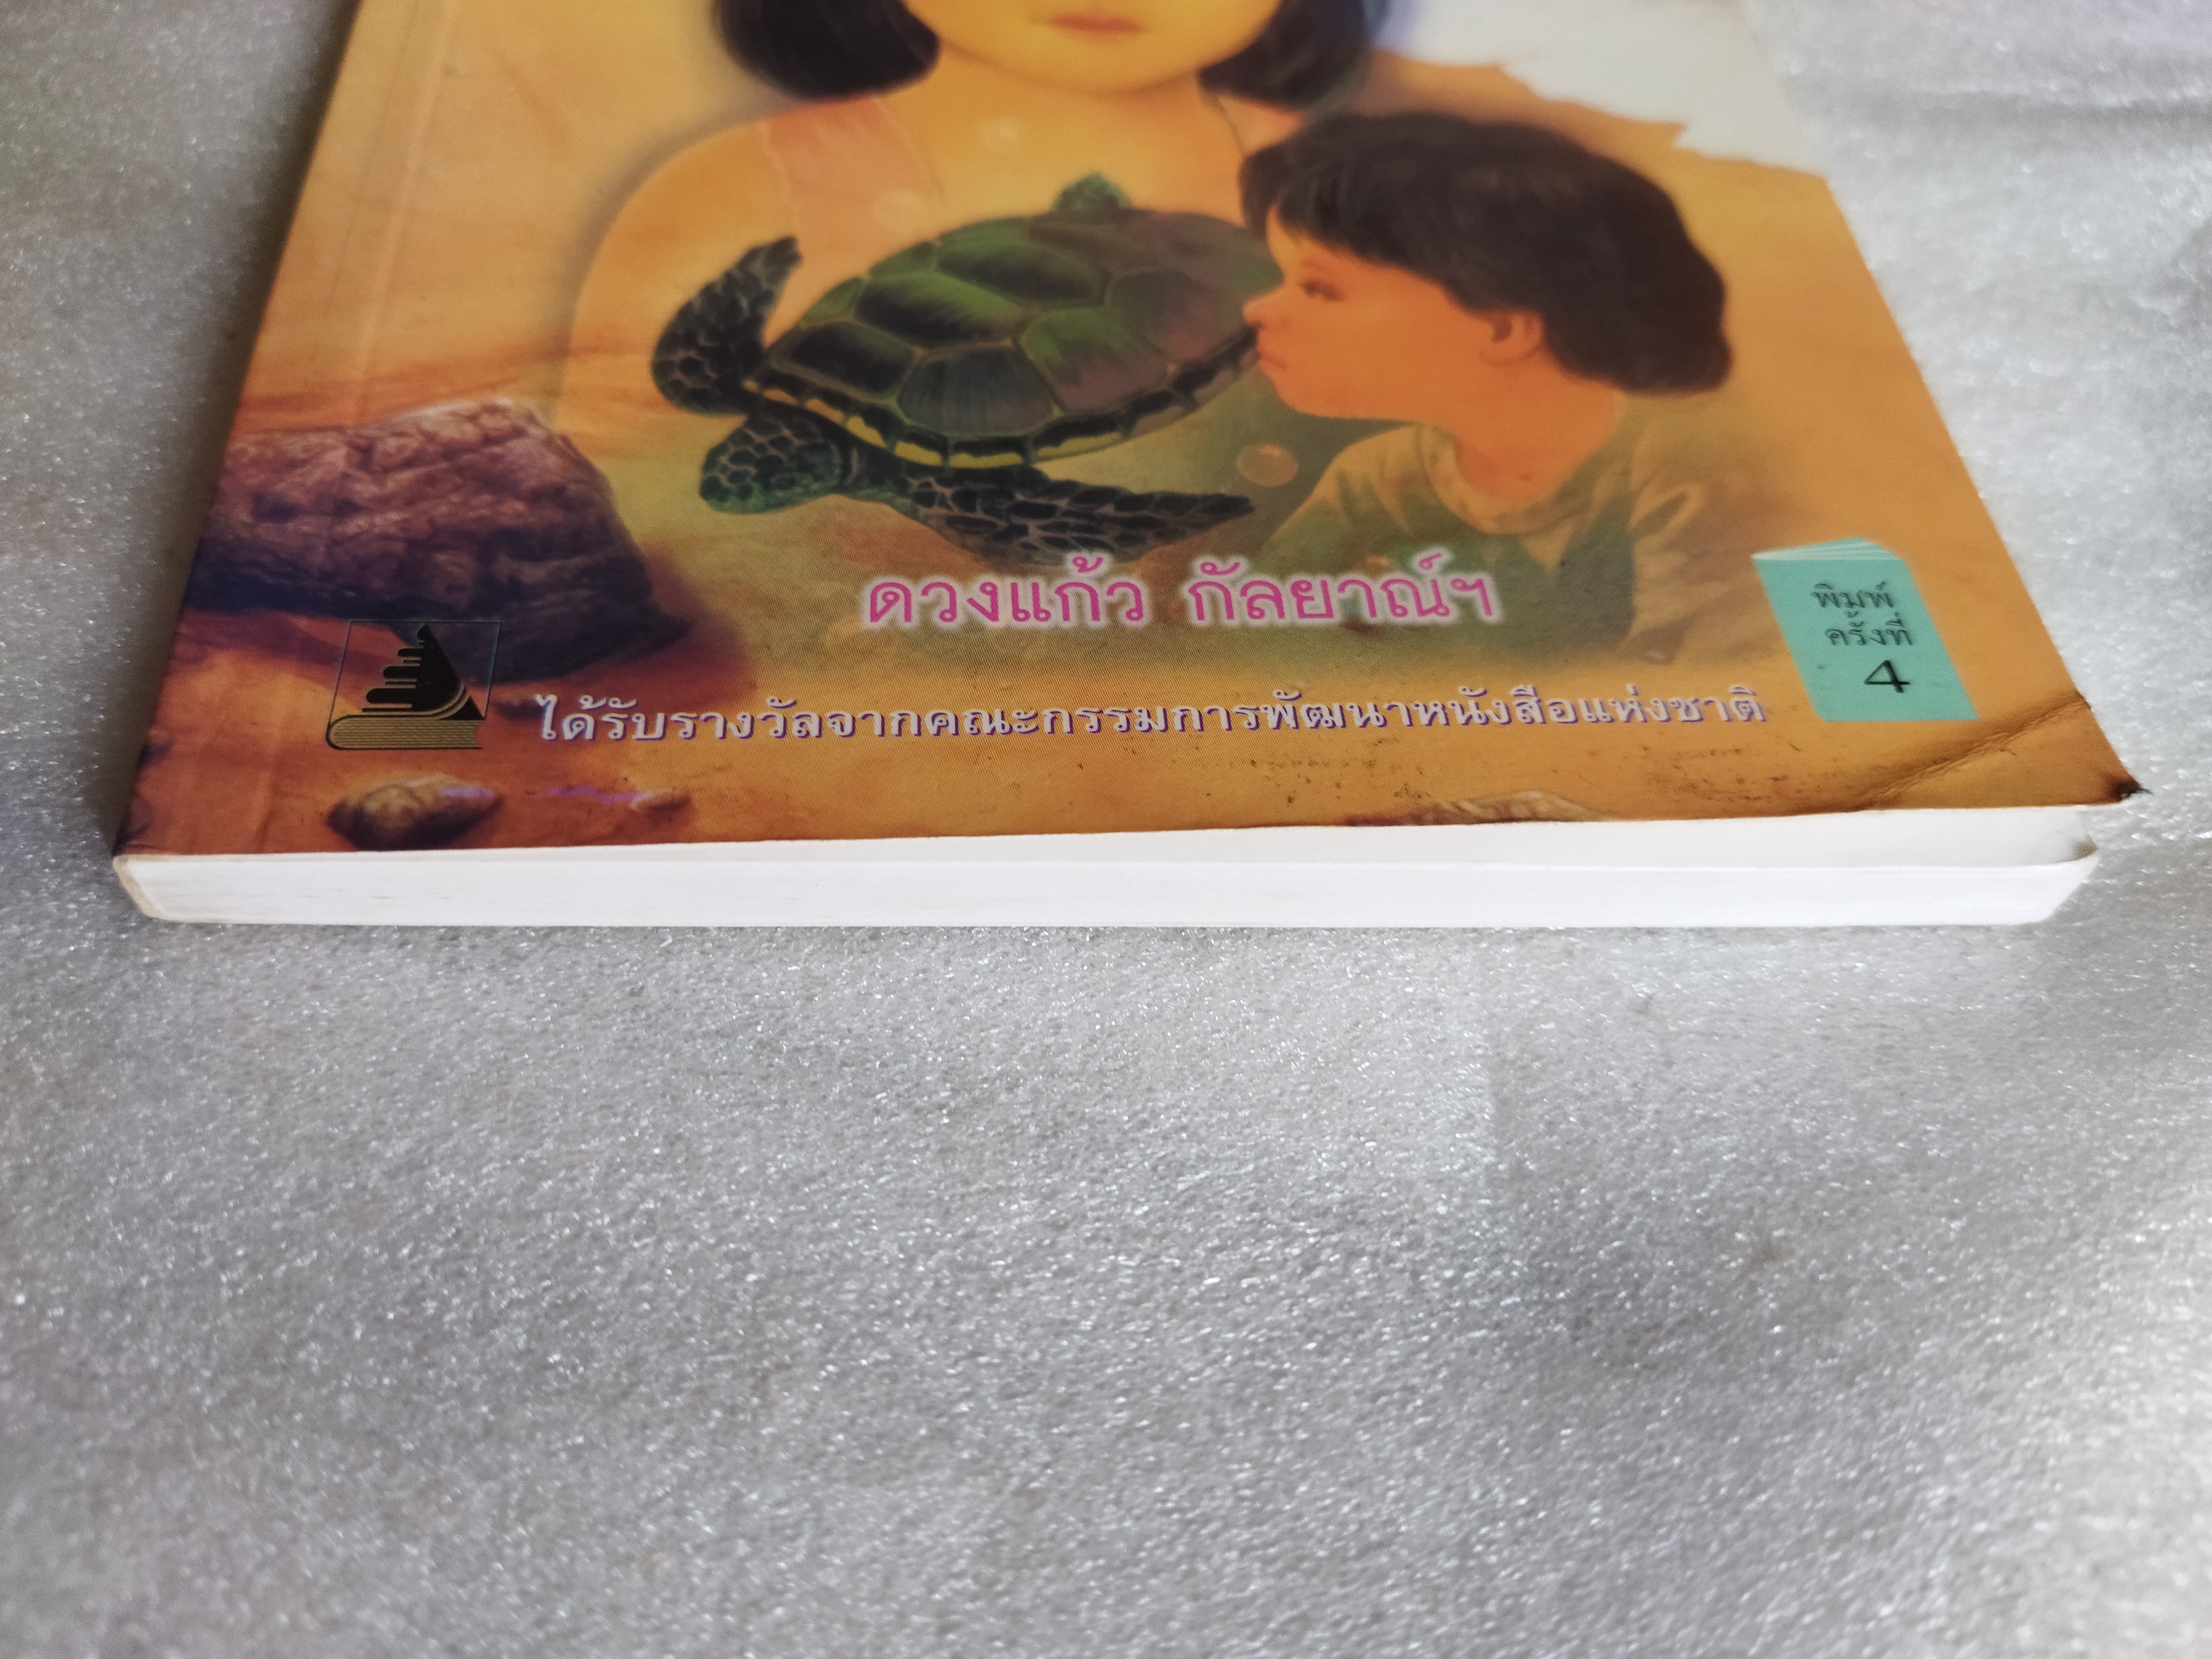 ดวงแก้ว กัลยาณ์ฯ
พิมพ์
ครั้งที่
4
ได้รับรางวัลจากคณะกรรมการพัฒนาหนังสือแห่งชาติ